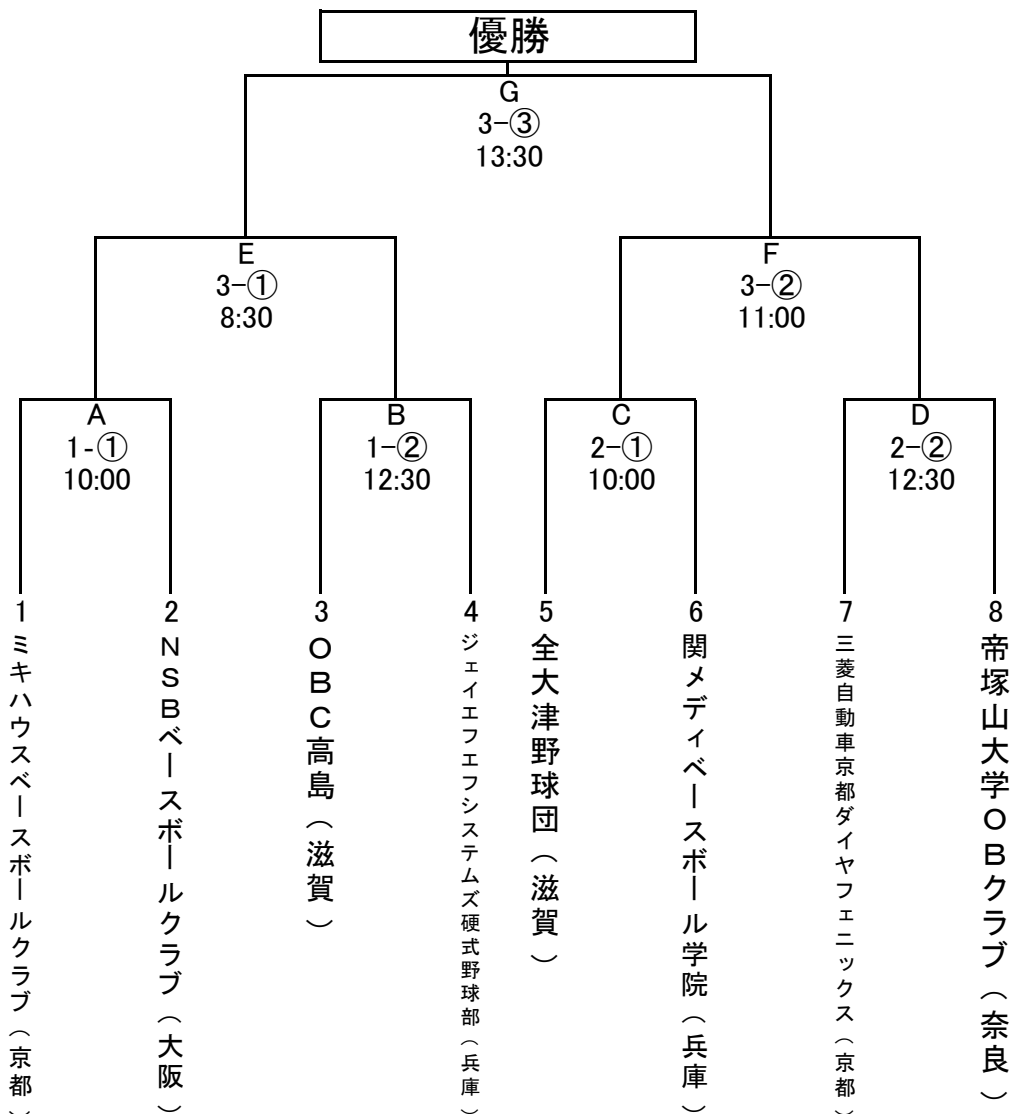 優勝
G
3-③
13:30
E
3-①
8:30
F
3-②
11:00
A
1-①
10:00
B
1-②
12:30
C
2-①
10:00
D
2-②
12:30
1
ミキハウスベースボールクラブ（京都）
2
NSBベースボールクラブ（大阪）
3
OBC高島（滋賀）
4
ジェイエフエフシステムズ硬式野球部（兵庫）
5
全大津野球団（滋賀）
6
関メディベースボール学院（兵庫）
7
三菱自動車京都ダイヤフェニックス（京都）
8
帝塚山大学OBクラブ（奈良）